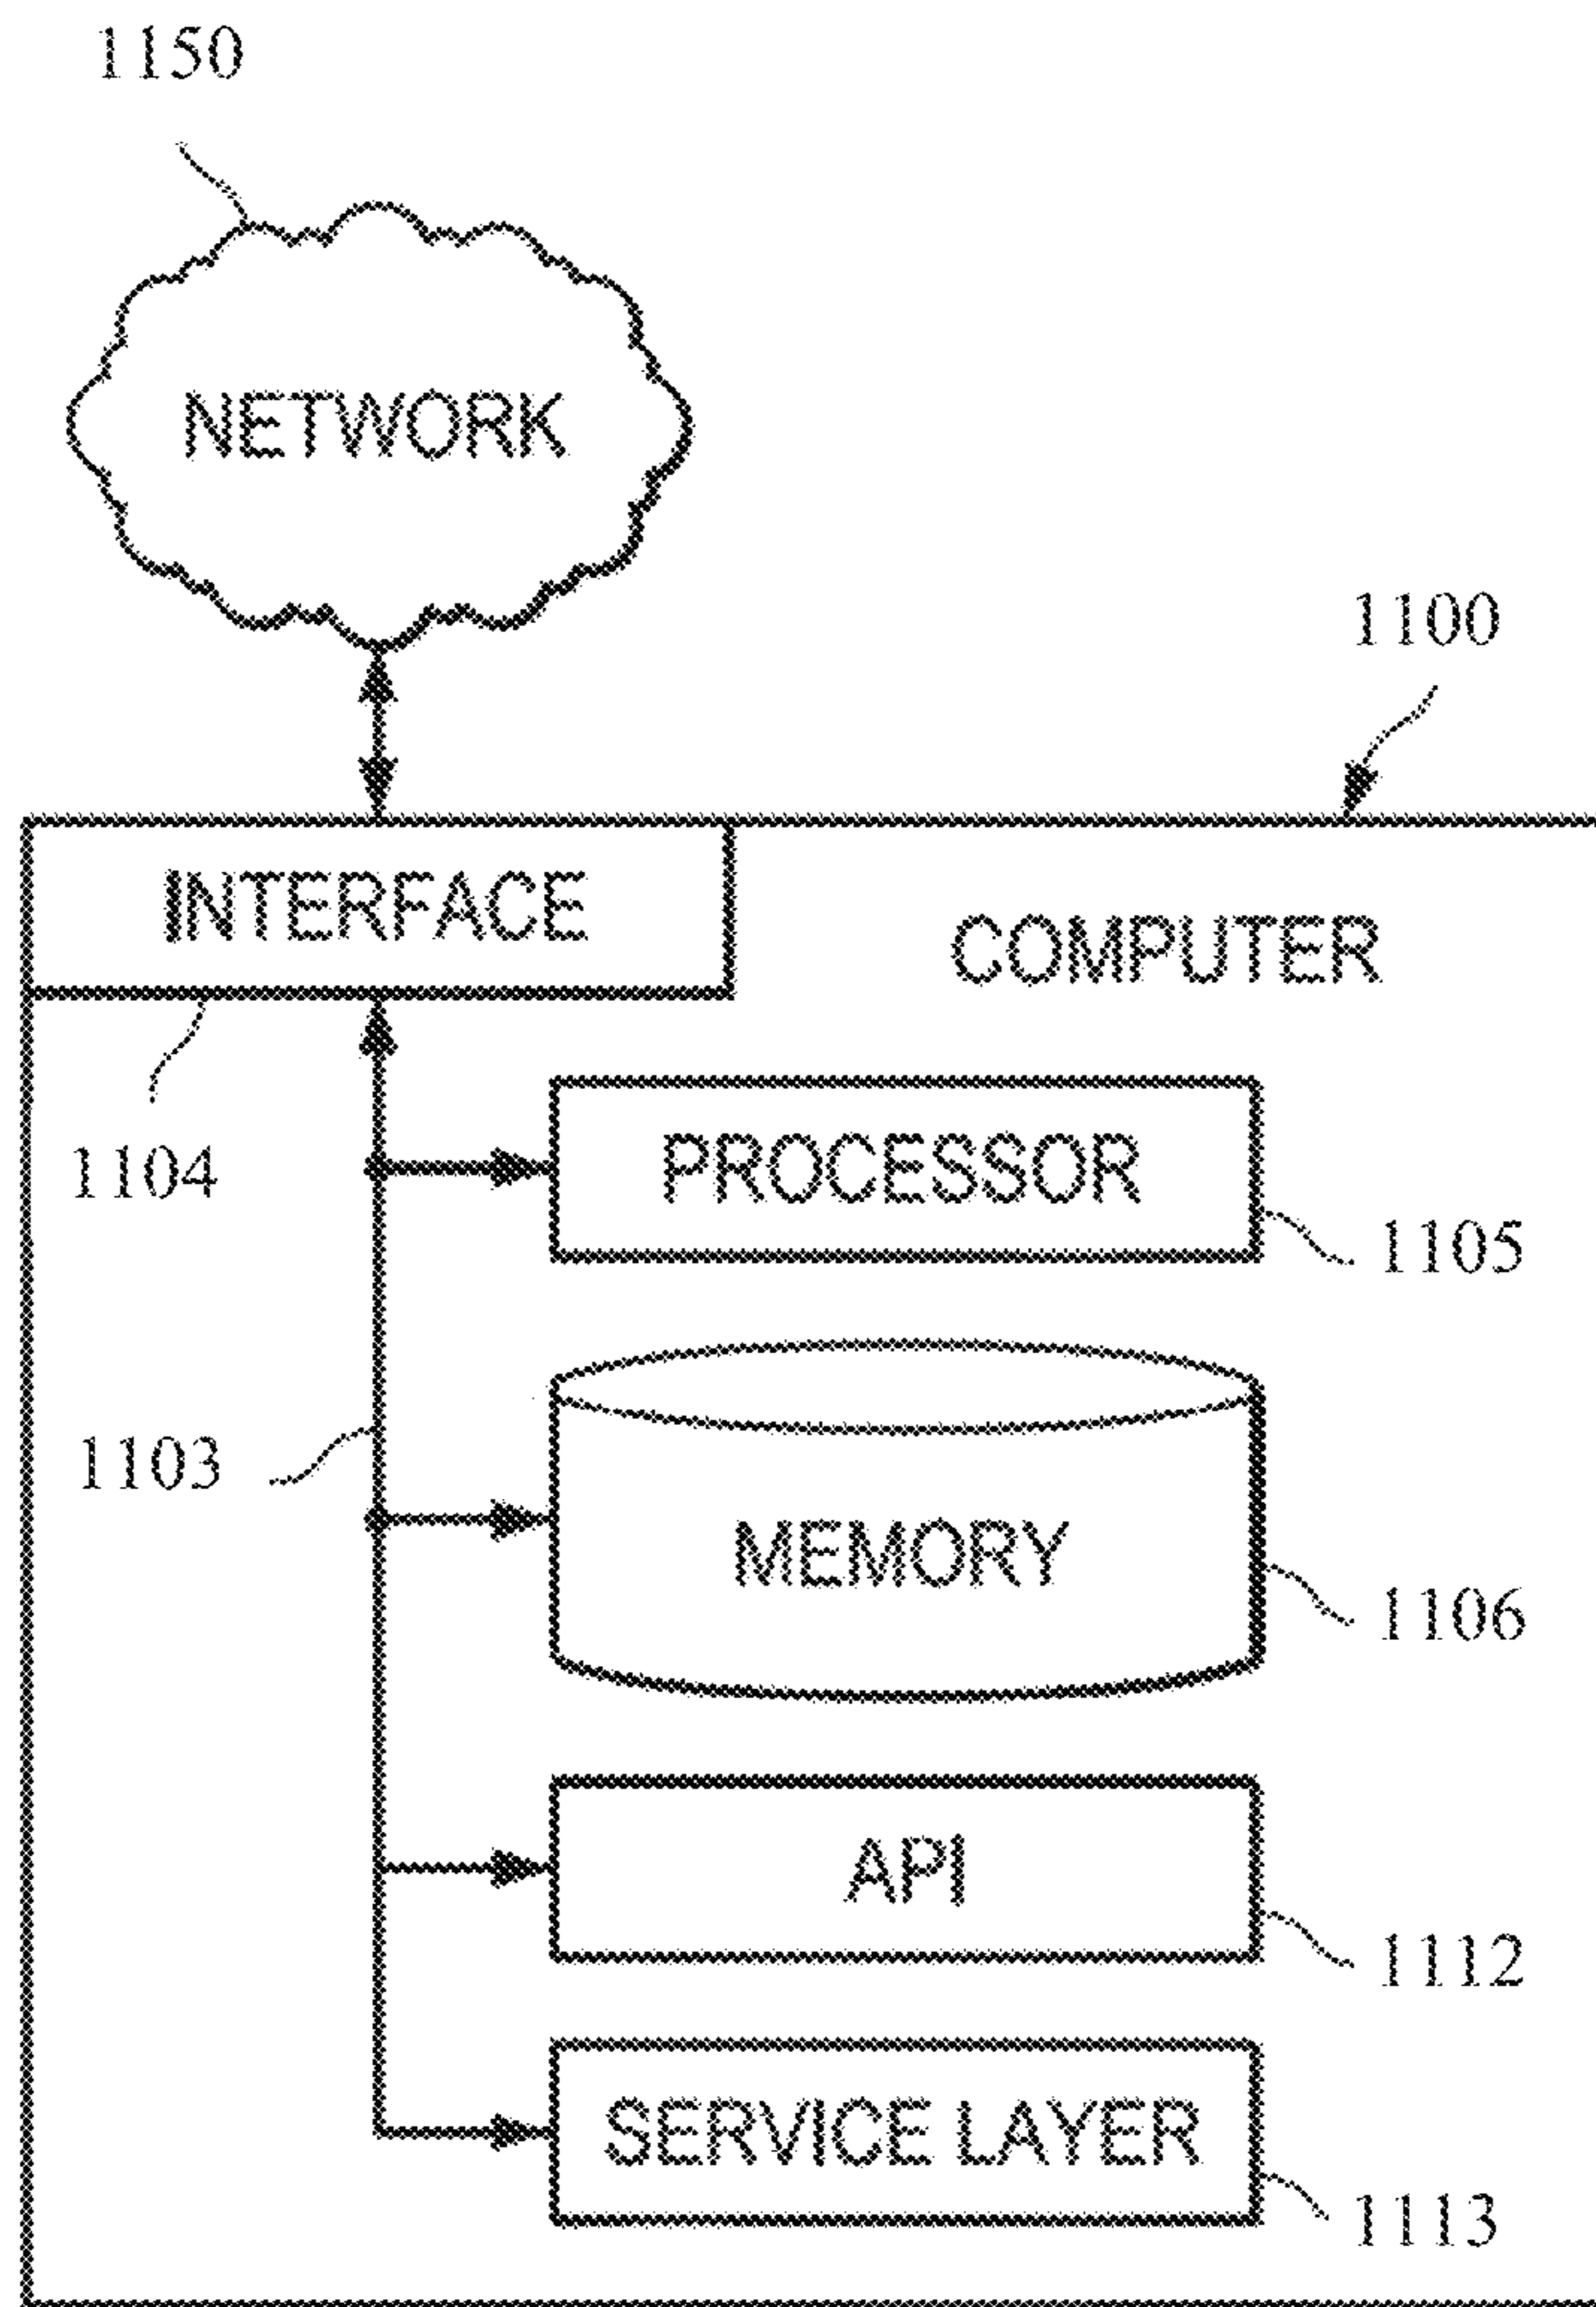 1150
NETWORK
1100
INTERFACE
COMPUTER
1104
PROCESSOR
1105
1103
MEMORY
1106
API
1112
SERVICE LAYER
1113